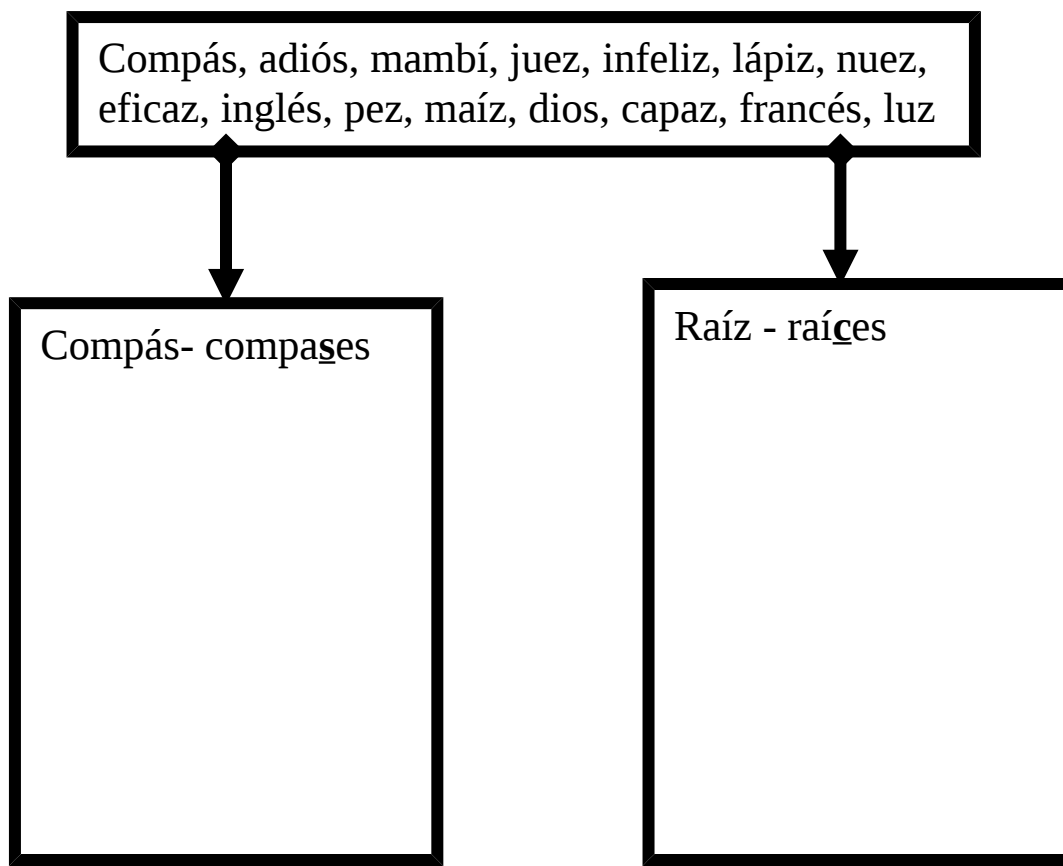 Compás, adiós, mambí, juez, infeliz, lápiz, nuez,
eficaz, inglés, pez, maíz, dios, capaz, francés, luz
Compás- compases
Raíz - raíces